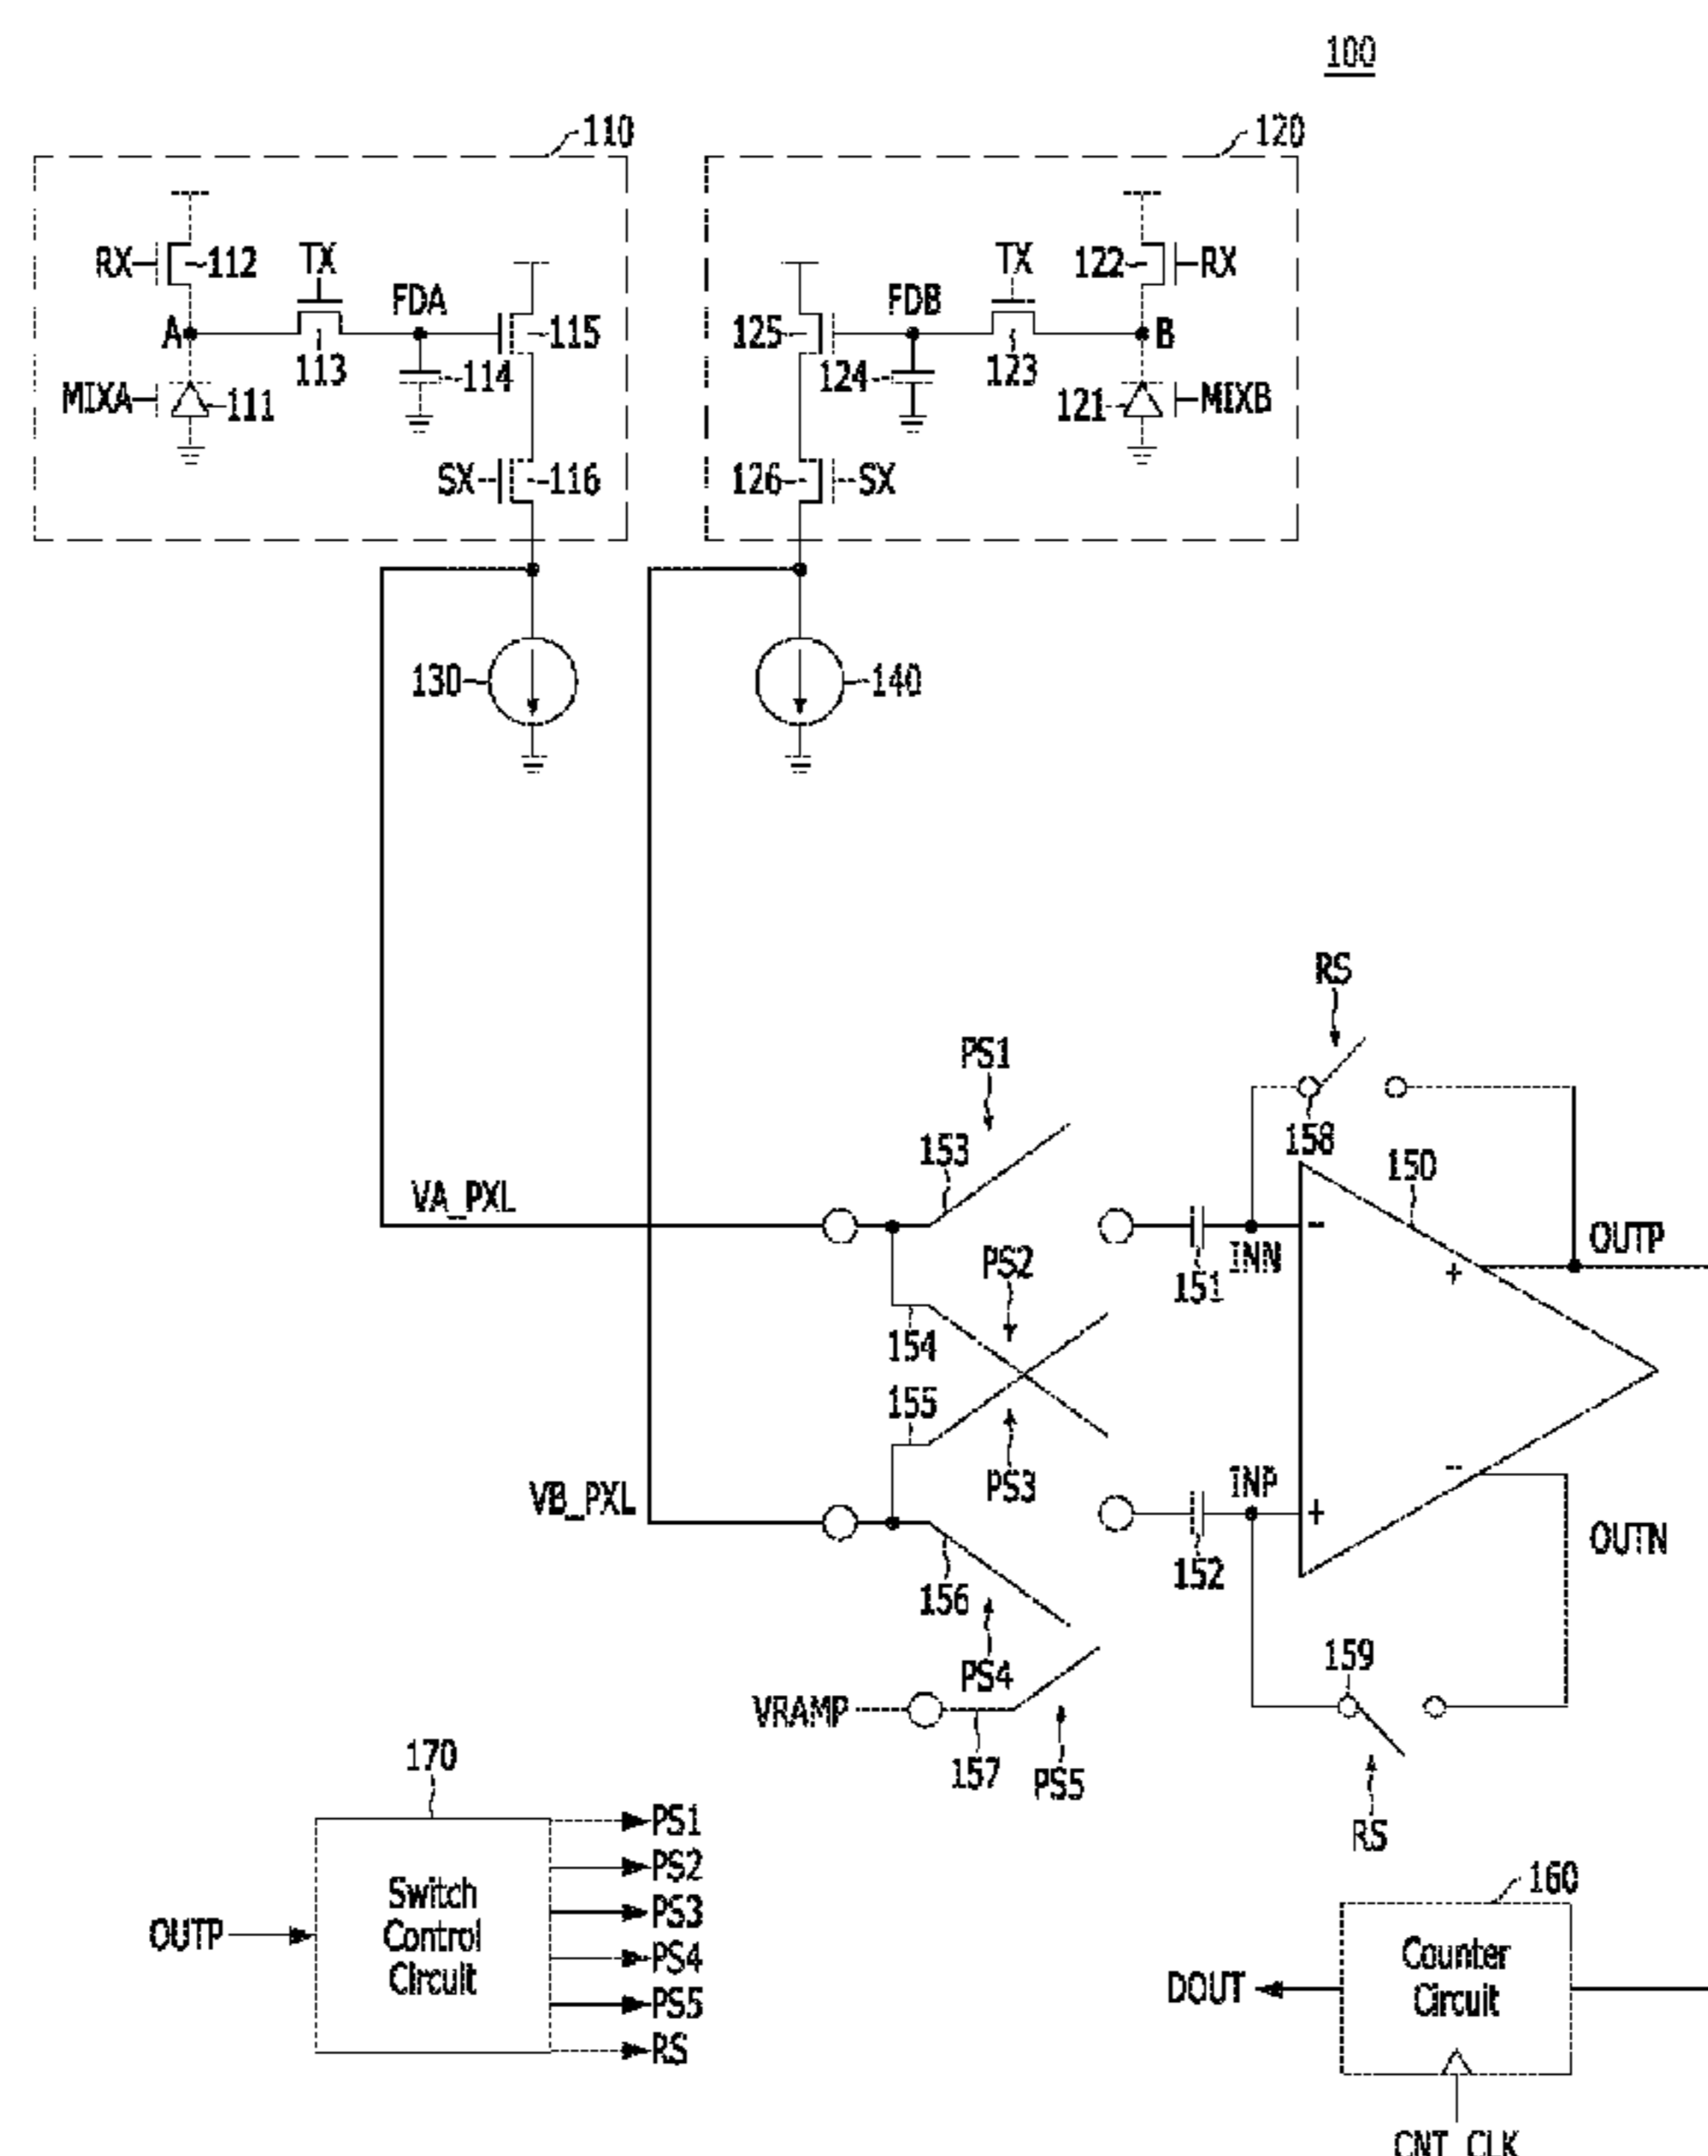 100
110
120
RX
112
TX
FDA
A
113
115
114
MIXA
111
SX
116
122
RX
TX
FDB
125
B
124
123
121
MIXB
126
SX
130
140
RS
PS1
158
153
150
VA_PXL
-
OUTP
INN
PS2
151
+
154
155
PS3
INP
-
VB_PXL
+
OUTN
152
156
PS4
159
VRAMP
157
PS5
RS
170
Switch
Control
Circuit
OUTP
PS1
PS2
PS3
PS4
PS5
RS
160
Counter
Circuit
DOUT
CNT_CLK